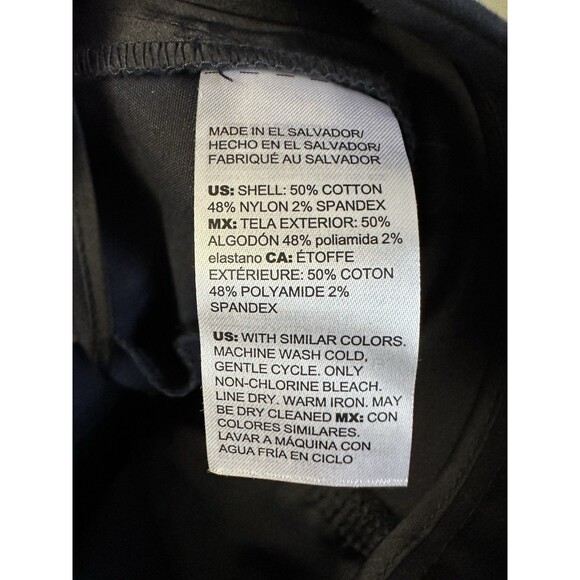 MADE IN EL SALVADOR/
HECHO EN EL SALVADOR/
FABRIQUÉ AU SALVADOR
US: SHELL: 50% COTTON
48% NYLON 2% SPANDEX
MX: TELA EXTERIOR: 50%
ALGODÓN 48% poliamida 2%
elastano CA: ÉTOFFE
EXTÉRIEURE: 50% COTON
48% POLYAMIDE 2%
SPANDEX
US: WITH SIMILAR COLORS.
MACHINE WASH COLD,
GENTLE CYCLE. ONLY
NON-CHLORINE BLEACH.
LINE DRY. WARM IRON. MAY
BE DRY CLEANED MX: CON
COLORES SIMILARES.
LAVAR A MÁQUINA CON
AGUA FRÍA EN CICLO